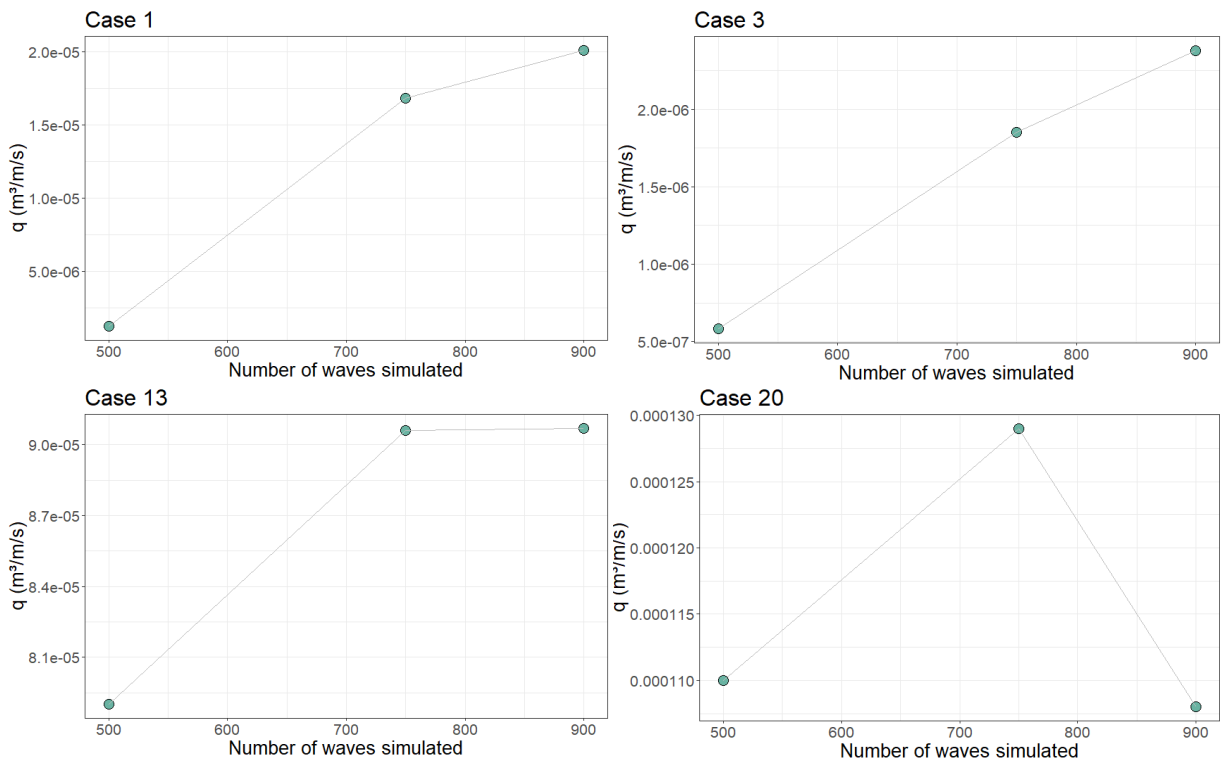 Case 1
q (m³/m/s)
2.0e-05
1.5e-05
1.0e-05
5.0e-06
500 600 700 800 900
Number of waves simulated
Case 3
q (m³/m/s)
2.0e-06
1.5e-06
1.0e-06
5.0e-07
500 600 700 800 900
Number of waves simulated
Case 13
q (m³/m/s)
9.0e-05
8.7e-05
8.4e-05
8.1e-05
500 600 700 800 900
Number of waves simulated
Case 20
q (m³/m/s)
0.000130
0.000125
0.000120
0.000115
0.000110
500 600 700 800 900
Number of waves simulated